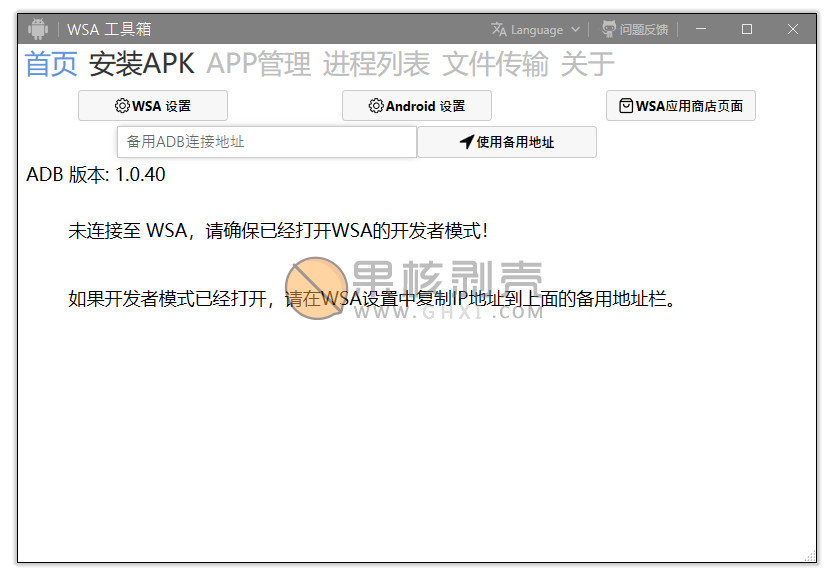 WSA 工具箱 Language 问题反馈
首页 安装APK APP管理 进程列表 文件传输 关于
WSA 设置 Android 设置 WSA应用商店页面
备用ADB连接地址 使用备用地址
ADB 版本: 1.0.40
未连接至 WSA，请确保已经打开WSA的开发者模式！
果核剥壳
如果开发者模式已经打开，请在WSA设置中复制IP地址到上面的备用地址栏。
WWW.GHXI.COM